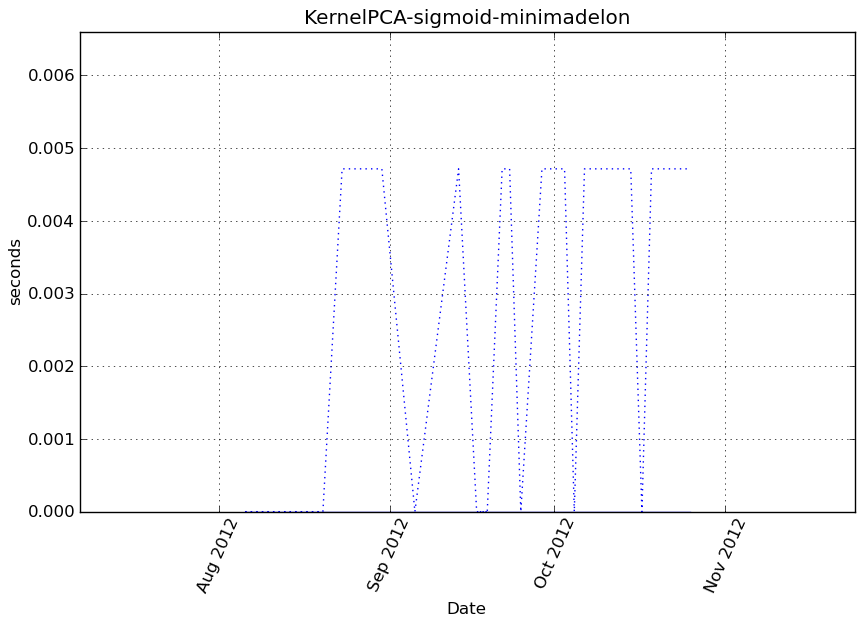 KernelPCA-sigmoid-minimadelon
0.006
0.005
0.004
0.003
0.002
0.001
0.000
seconds
Aug 2012
Sep 2012
Oct 2012
Nov 2012
Date